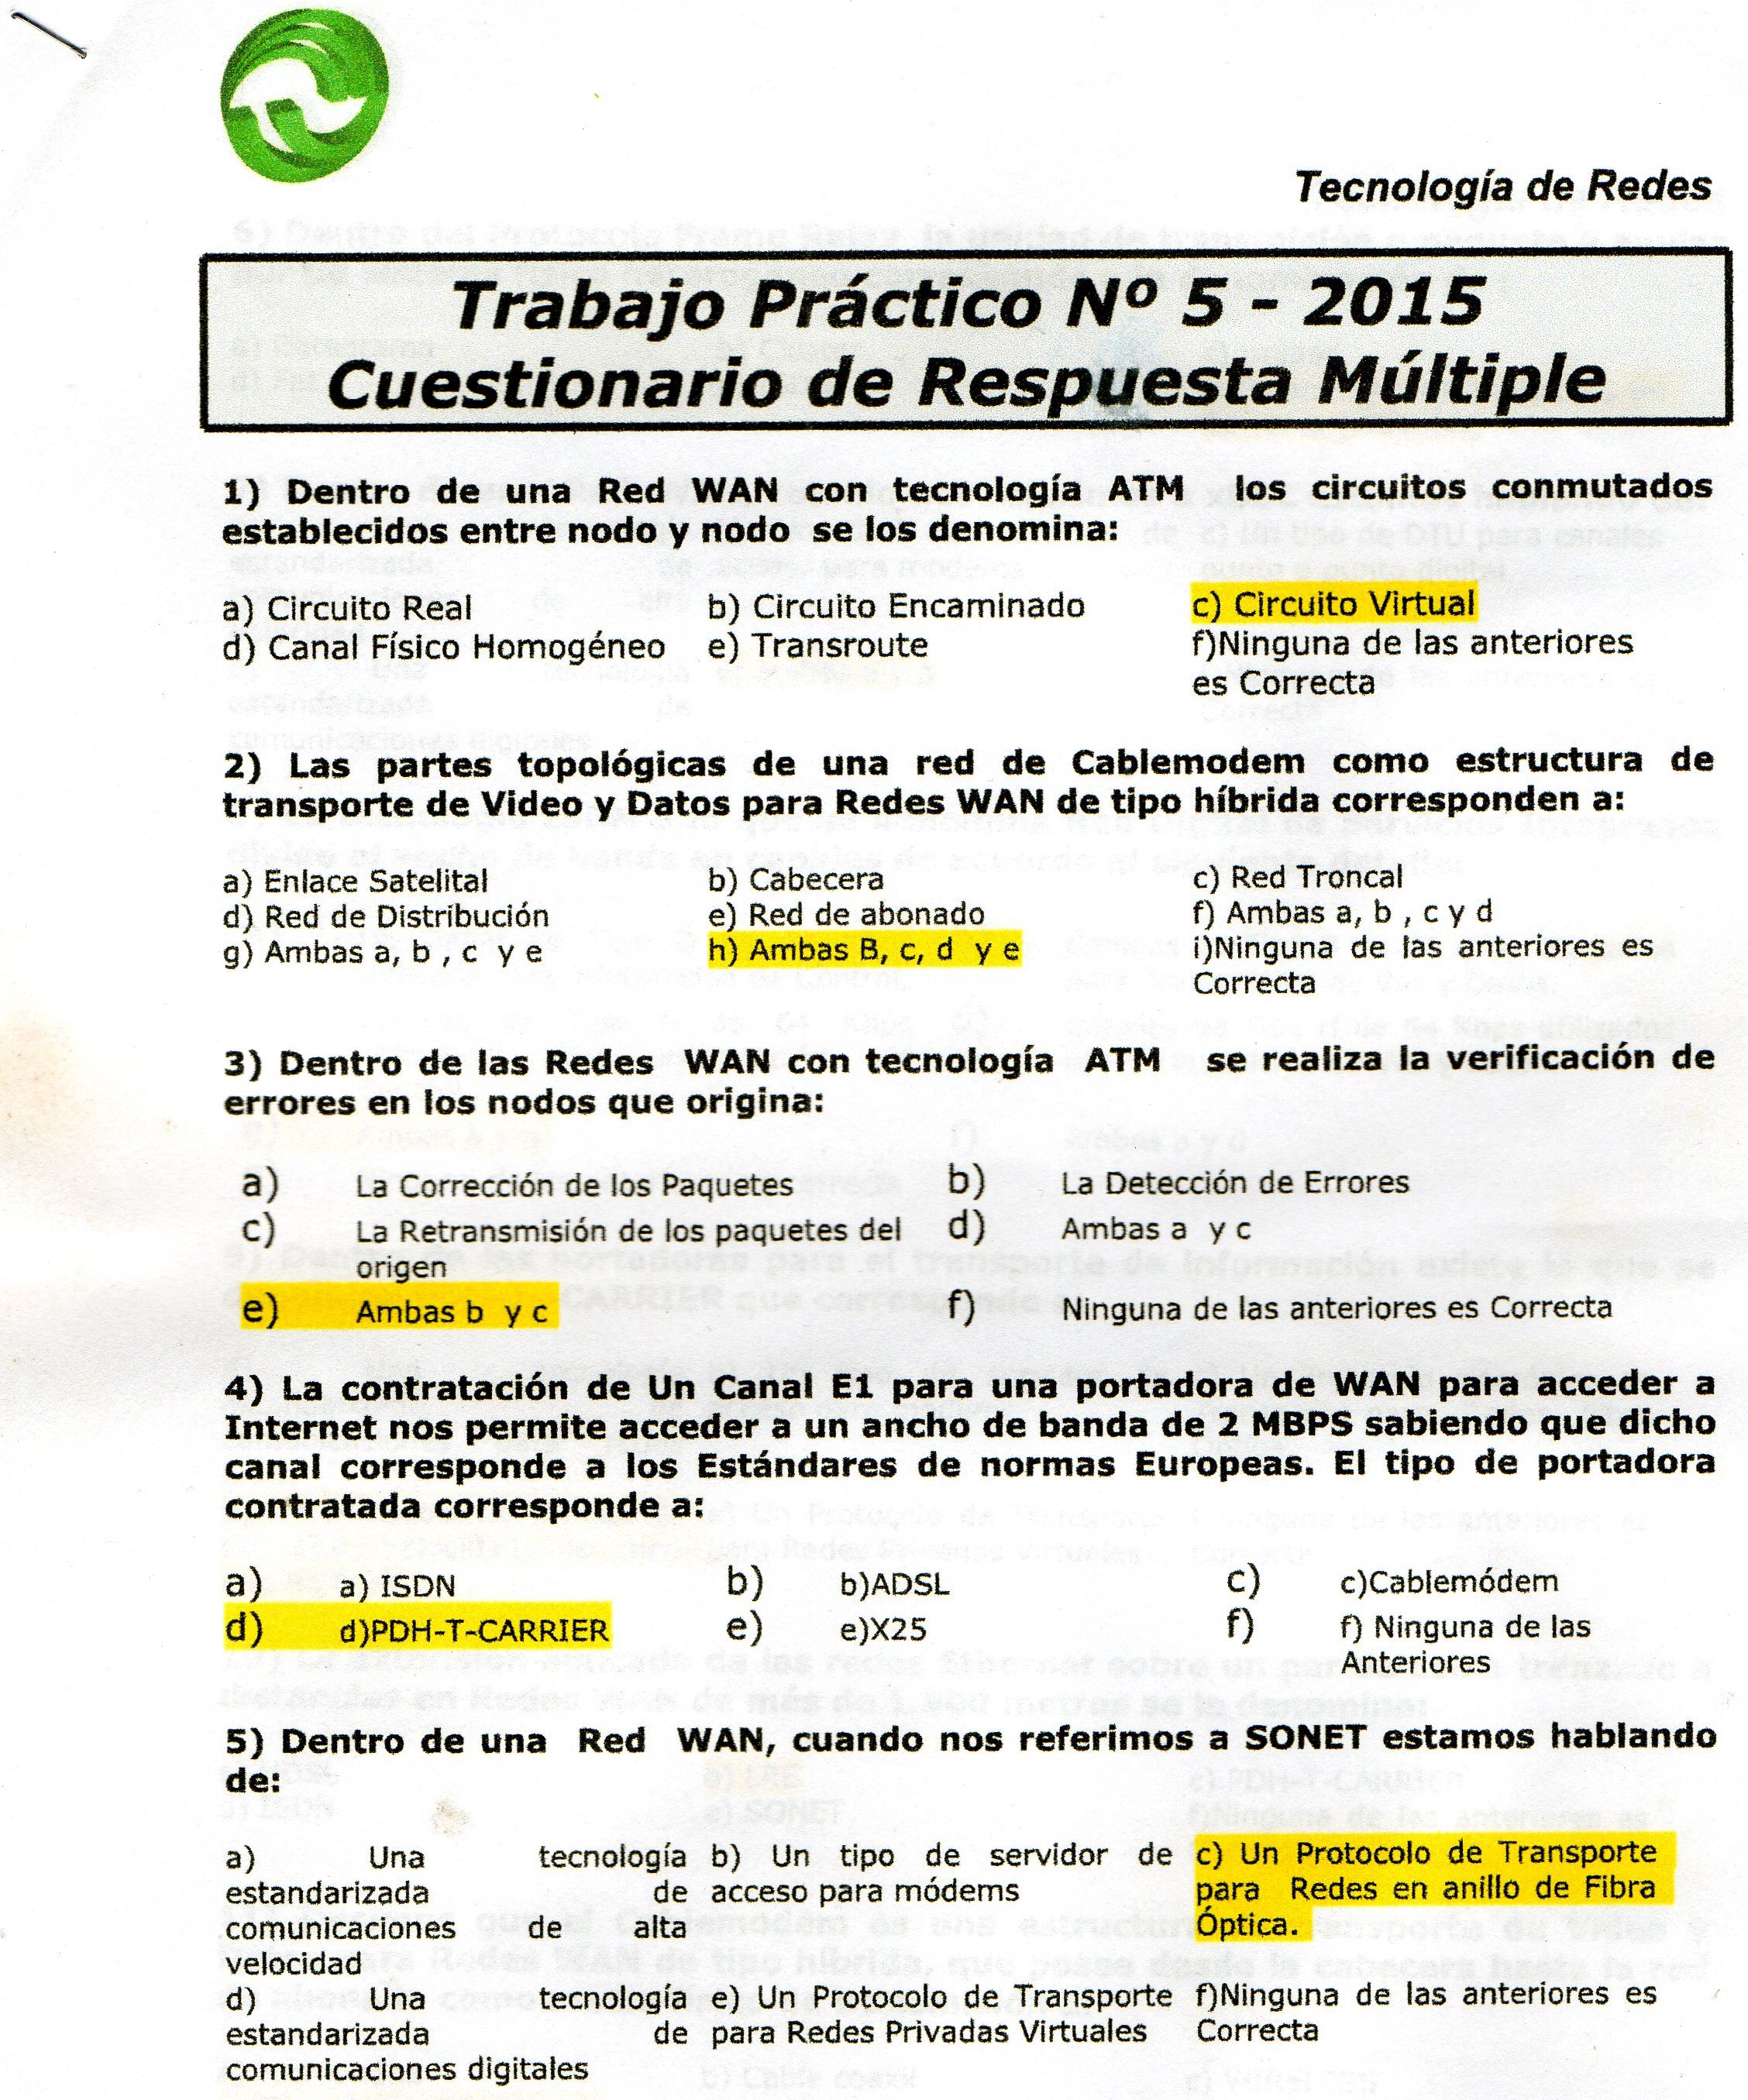 Tecnología de Redes
Trabajo Práctico Nº 5 - 2015
Cuestionario de Respuesta Múltiple
1) Dentro de una Red WAN con tecnología ATM los circuitos conmutados
establecidos entre nodo y nodo se los denomina:
a) Circuito Real b) Circuito Encaminado c) Circuito Virtual
d) Canal Físico Homogéneo e) Transroute f)Ninguna de las anteriores
es Correcta
2) Las partes topológicas de una red de Cablemodem como estructura de
transporte de Video y Datos para Redes WAN de tipo híbrida corresponden a:
a) Enlace Satelital b) Cabecera c) Red Troncal
d) Red de Distribución e) Red de abonado f) Ambas a, b , c y d
g) Ambas a, b , c y e h) Ambas B, c, d y e i)Ninguna de las anteriores es
Correcta
3) Dentro de las Redes WAN con tecnología ATM se realiza la verificación de
errores en los nodos que origina:
a) La Corrección de los Paquetes b) La Detección de Errores
c) La Retransmisión de los paquetes del d) Ambas a y c
origen
e) Ambas b y c f) Ninguna de las anteriores es Correcta
4) La contratación de Un Canal E1 para una portadora de WAN para acceder a
Internet nos permite acceder a un ancho de banda de 2 MBPS sabiendo que dicho
canal corresponde a los Estándares de normas Europeas. El tipo de portadora
contratada corresponde a:
a) a) ISDN b) b)ADSL c) c)Cablemódem
d) d)PDH-T-CARRIER e) e)X25 f) f) Ninguna de las
Anteriores
5) Dentro de una Red WAN, cuando nos referimos a SONET estamos hablando
de:
a) Una tecnología b) Un tipo de servidor de c) Un Protocolo de Transporte
estandarizada de acceso para módems para Redes en anillo de Fibra
comunicaciones de alta Óptica.
velocidad
d) Una tecnología e) Un Protocolo de Transporte f)Ninguna de las anteriores es
estandarizada de para Redes Privadas Virtuales Correcta
comunicaciones digitales